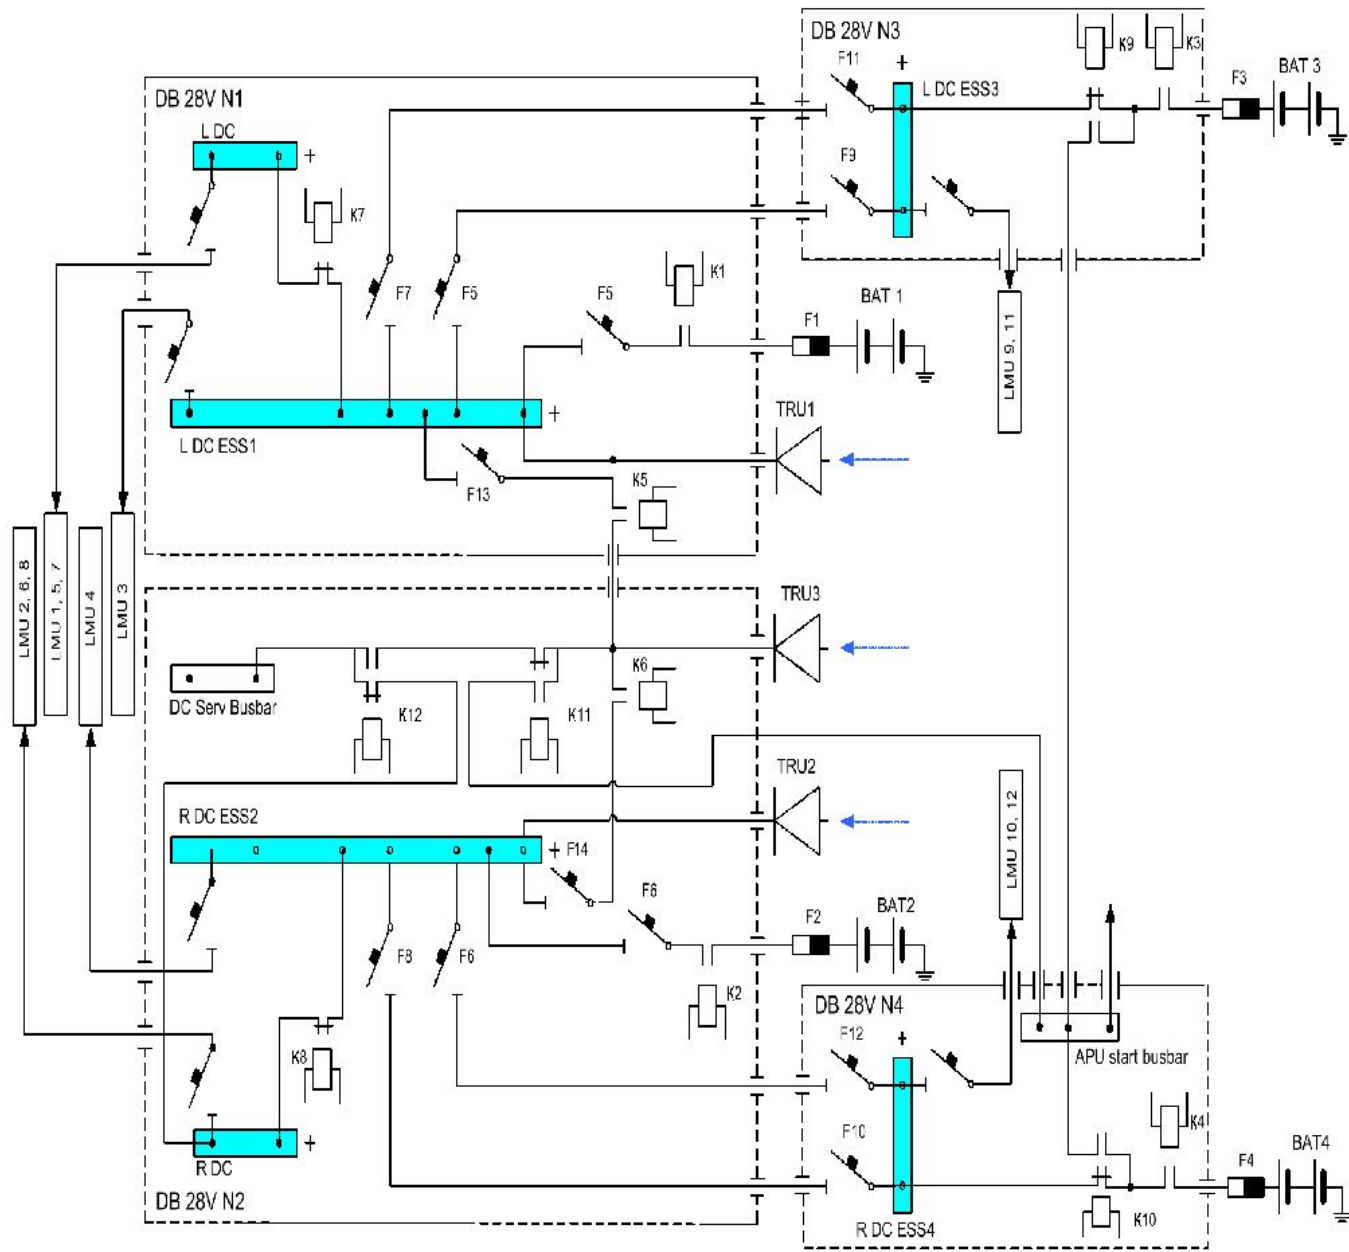 DB 28V N3
K9
K3
F11
+
L DC ESS3
F3
BAT 3
DB 28V N1
L DC
+
F9
K7
K1
F7
F5
F5
BAT 1
F1
LMU 9, 11
TRU1
+
L DC ESS1
F13
K5
LMU 2, 6, 8
LMU 1, 5, 7
LMU 4
LMU 3
TRU3
K6
DC Serv Busbar
K12
K11
TRU2
R DC ESS2
+
F14
LMU 10, 12
F6
F2
BAT2
F8
F6
K2
DB 28V N4
F12
+
APU start busbar
K8
F10
K4
+
R DC
F4
BAT4
DB 28V N2
R DC ESS4
K10